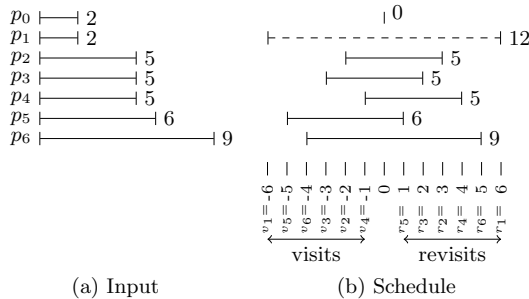 p0 2
p1 2
p2 5
p3 5
p4 5
p5 6
p6 9
0
12
5
5
5
6
9
v1= -6
v5= -5
v6= -4
v3= -3
v2= -2
v4= -1
0
r5= 1
r3= 2
r2= 3
r4= 4
r6= 5
r1= 6
visits revisits
(a) Input (b) Schedule